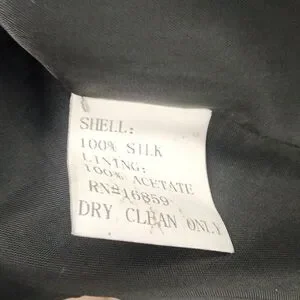 SHELL:
100% SILK
LINING:
100% ACETATE
RN=16859
DRY CLEAN ONLY